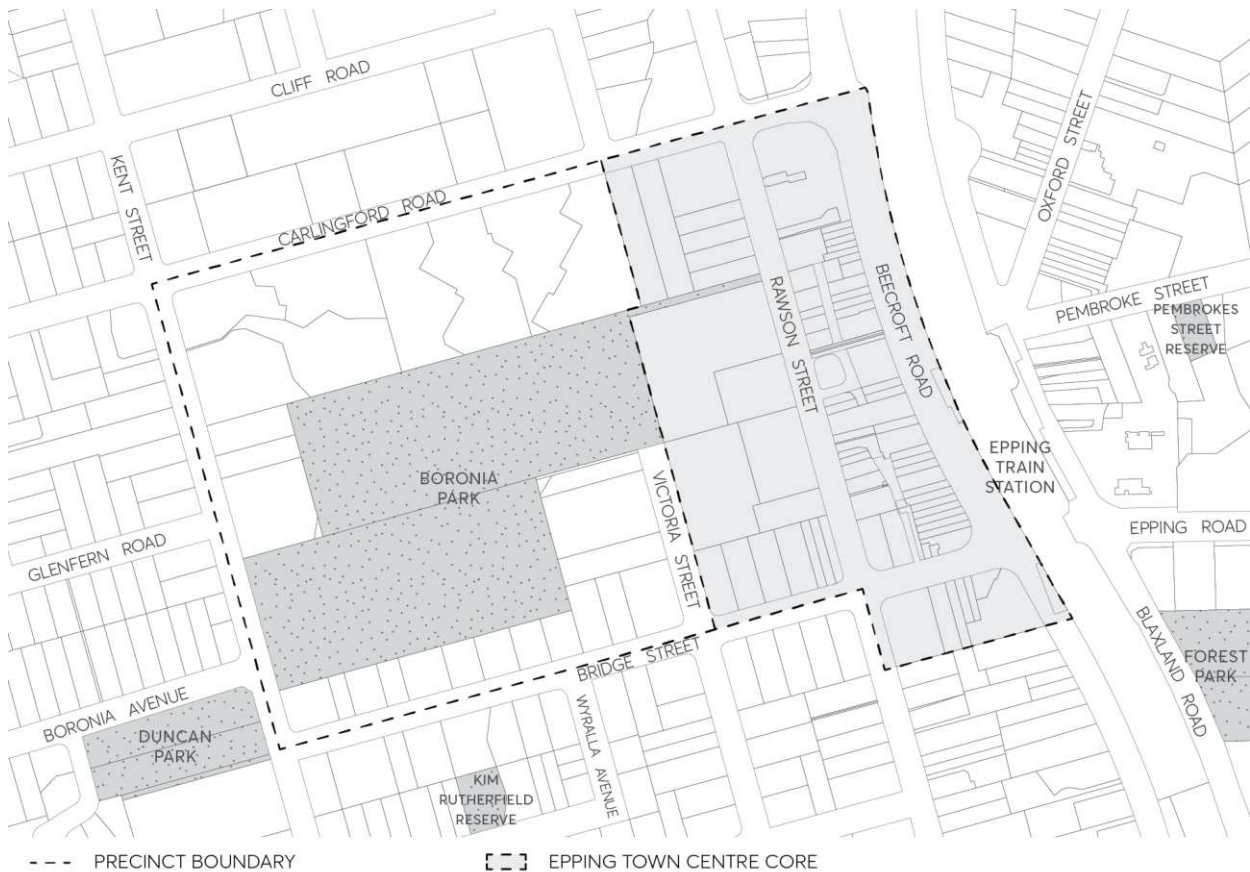 CLIFF ROAD
KENT STREET
CARLINGFORD ROAD
OXFORD STREET
PEMBROKE STREET
PEMBROKES
STREET
RESERVE
RAWSON STREET
BEECROFT ROAD
EPPING
TRAIN
STATION
BORONIA
PARK
VICTORIA STREET
EPPING ROAD
GLENFERN ROAD
BLAXLAND ROAD
FOREST
PARK
BRIDGE STREET
BORONIA AVENUE
DUNCAN
PARK
WYRALLA AVENUE
KIM
RUTHERFIELD
RESERVE
PRECINCT BOUNDARY
EPPING TOWN CENTRE CORE